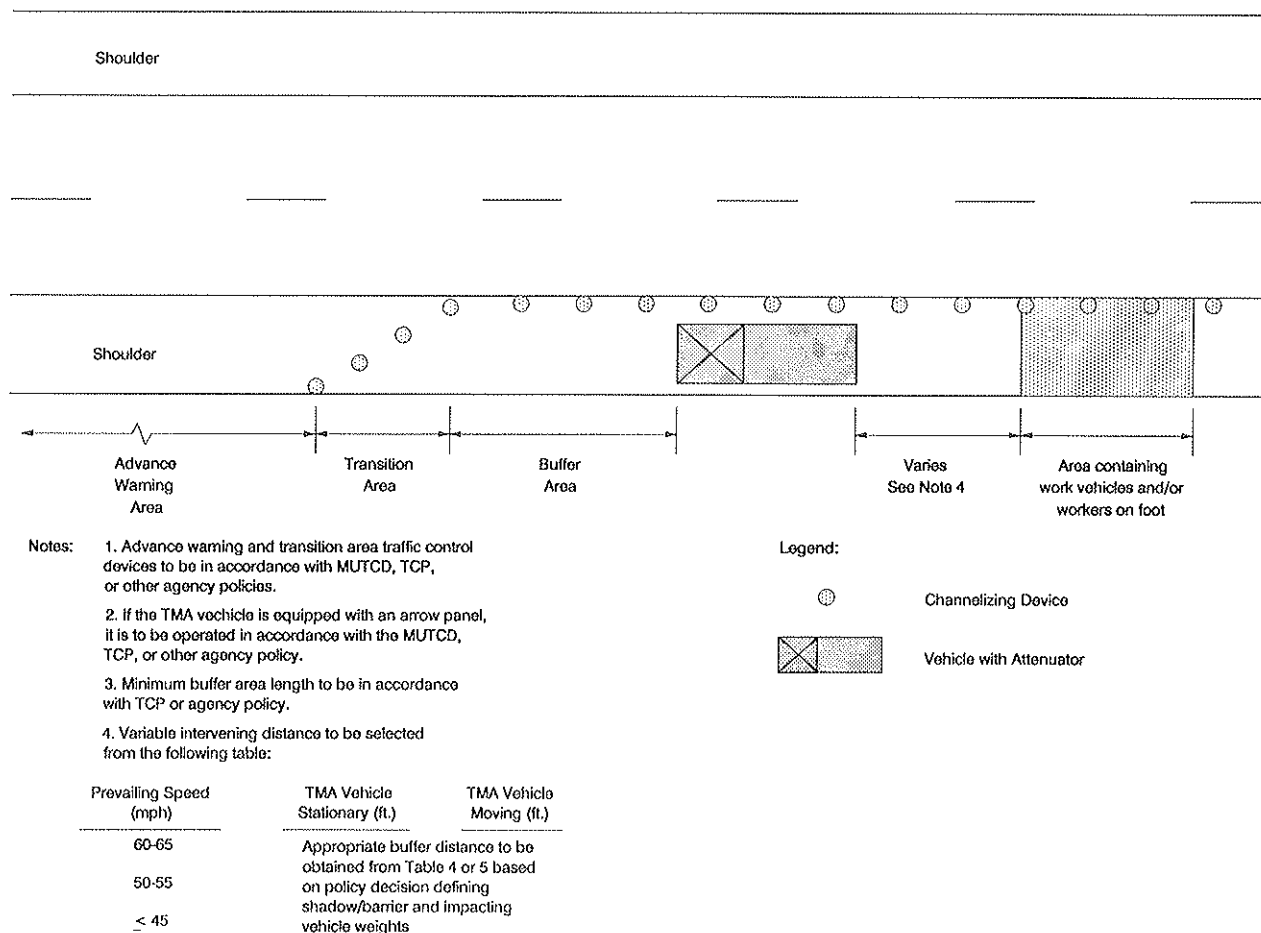 Shoulder
Shoulder
Advance
Warning
Area
Transition
Area
Buffer
Area
Varies
See Note 4
Area containing
work vehicles and/or
workers on foot
Notes:
1. Advance warning and transition area traffic control
devices to be in accordance with MUTCD, TCP,
or other agency policies.
2. If the TMA vechicle is equipped with an arrow panel,
it is to be operated in accordance with the MUTCD,
TCP, or other agency policy.
3. Minimum buffer area length to be in accordance
with TCP or agency policy.
4. Variable intervening distance to be selected
from the following table:
Legend:
Channelizing Device
Vehicle with Attenuator
Prevailing Speed
(mph)
TMA Vehicle
Stationary (ft.)
TMA Vehicle
Moving (ft.)
60-65
50-55
≤ 45
Appropriate buffer distance to be
obtained from Table 4 or 5 based
on policy decision defining
shadow/barrier and impacting
vehicle weights